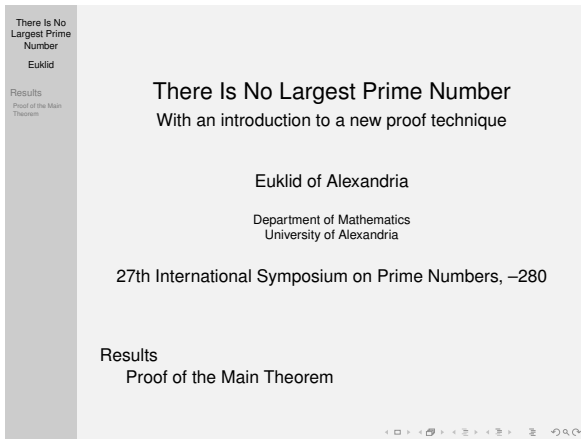 There Is No
Largest Prime
Number
Euklid
Results
Proof of the Main
Theorem
There Is No Largest Prime Number
With an introduction to a new proof technique
Euklid of Alexandria
Department of Mathematics
University of Alexandria
27th International Symposium on Prime Numbers, –280
Results
Proof of the Main Theorem